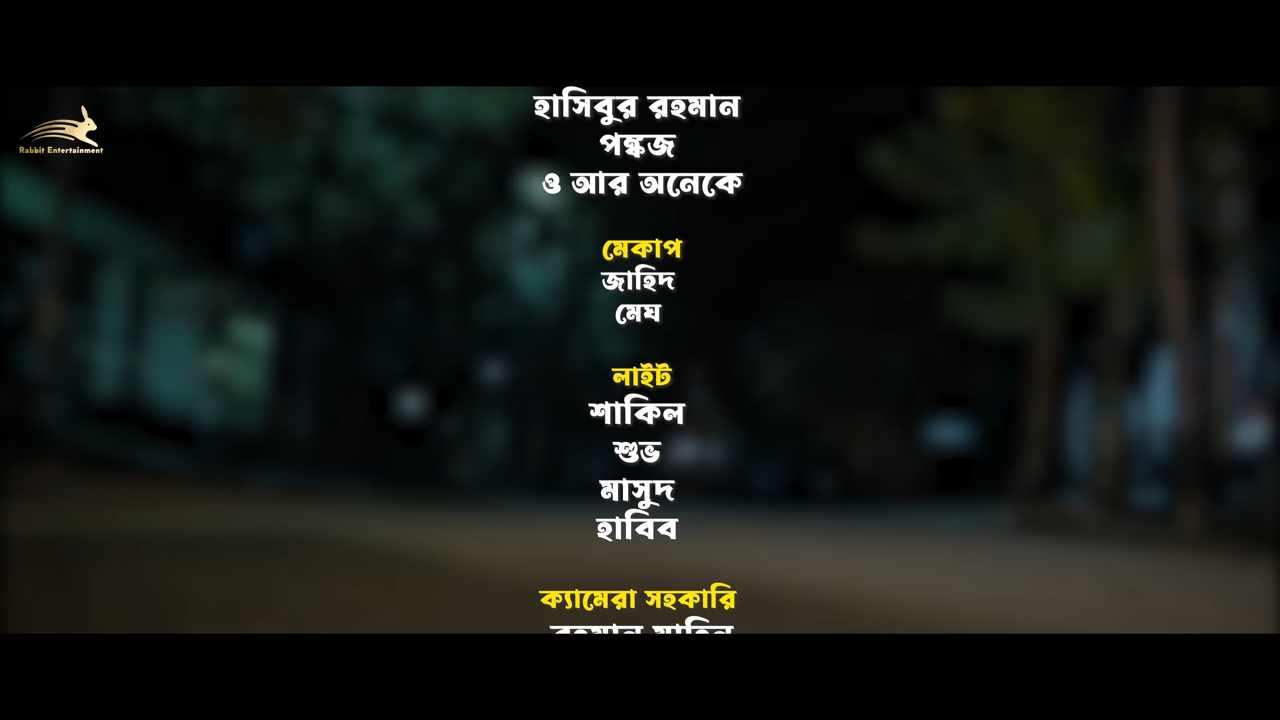 Rabbit Entertainment
হাসিবুর রহমান
পঙ্কজ
ও আর অনেকে
মেকাপ
জাহিদ
মেঘ
লাইট
শাকিল
শুভ
মাসুদ
হাবিব
ক্যামেরা সহকারি